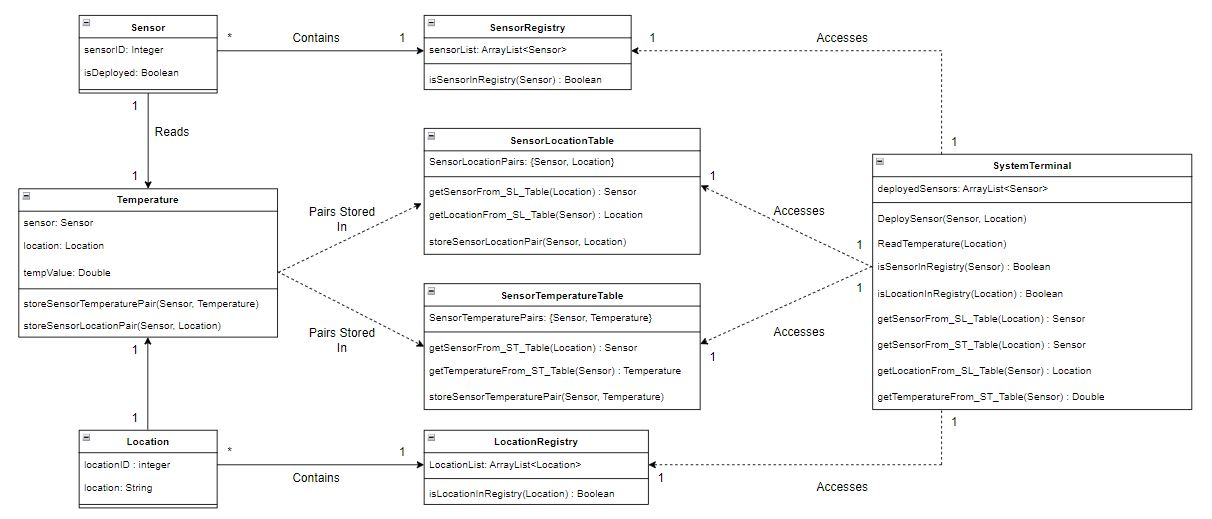 Sensor
sensorID: Integer
isDeployed: Boolean
*
Contains
1
SensorRegistry
sensorList: ArrayList<Sensor>
isSensorInRegistry(Sensor) : Boolean
1
Accesses
1
1
Reads
1
SensorLocationTable
SensorLocationPairs: {Sensor, Location}
getSensorFrom_SL_Table(Location) : Sensor
getLocationFrom_SL_Table(Sensor) : Location
storeSensorLocationPair(Sensor, Location)
1
Accesses
1
SystemTerminal
deployedSensors: ArrayList<Sensor>
DeploySensor(Sensor, Location)
ReadTemperature(Location)
isSensorInRegistry(Sensor) : Boolean
isLocationInRegistry(Location) : Boolean
getSensorFrom_SL_Table(Location) : Sensor
getSensorFrom_ST_Table(Location) : Sensor
getLocationFrom_SL_Table(Sensor) : Location
getTemperatureFrom_ST_Table(Sensor) : Double
Temperature
sensor: Sensor
location: Location
tempValue: Double
storeSensorTemperaturePair(Sensor, Temperature)
storeSensorLocationPair(Sensor, Location)
Pairs Stored
In
Pairs Stored
In
SensorTemperatureTable
SensorTemperaturePairs: {Sensor, Temperature}
getSensorFrom_ST_Table(Location) : Sensor
getTemperatureFrom_ST_Table(Sensor) : Temperature
storeSensorTemperaturePair(Sensor, Temperature)
1
Accesses
1
1
1
Location
locationID : integer
location: String
*
Contains
1
LocationRegistry
LocationList: ArrayList<Location>
isLocationInRegistry(Location) : Boolean
1
Accesses
1